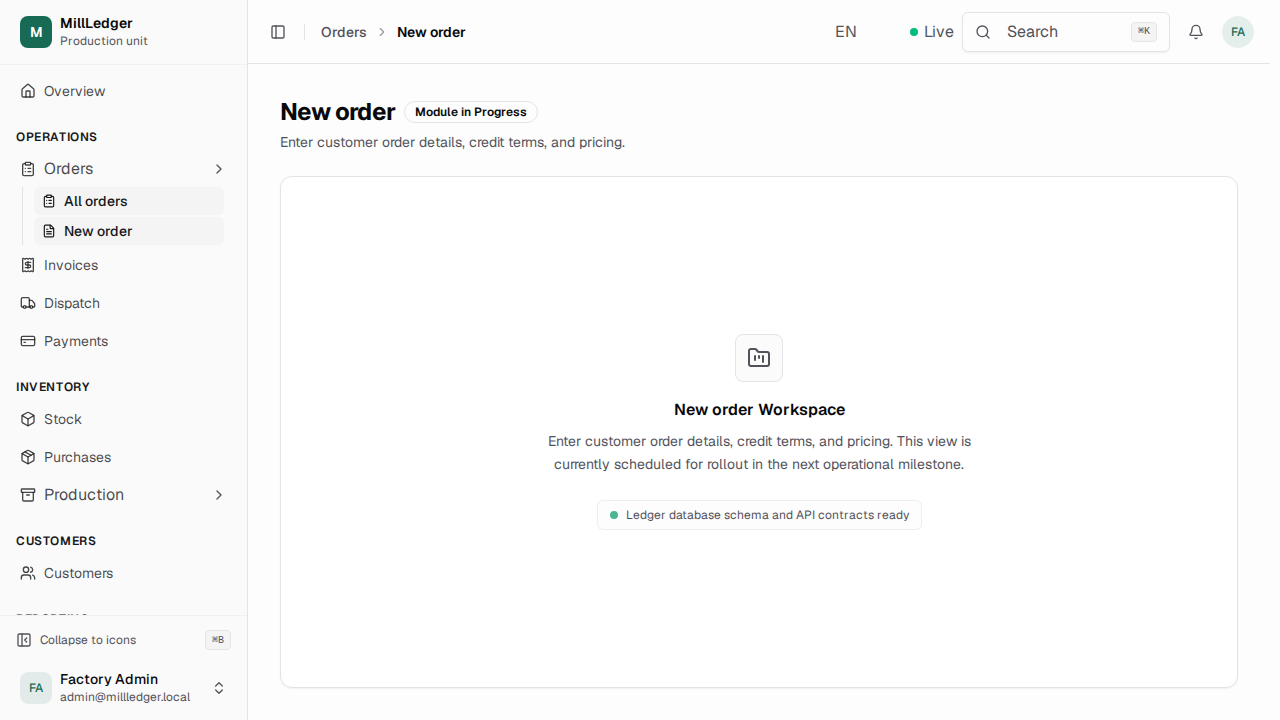 M
MillLedger
Production unit
Overview
OPERATIONS
Orders
All orders
New order
Invoices
Dispatch
Payments
INVENTORY
Stock
Purchases
Production
CUSTOMERS
Customers
Collapse to icons
⌘B
FA
Factory Admin
admin@millledger.local
Orders
New order
EN
Live
Search
⌘K
FA
New order
Module in Progress
Enter customer order details, credit terms, and pricing.
New order Workspace
Enter customer order details, credit terms, and pricing. This view is
currently scheduled for rollout in the next operational milestone.
Ledger database schema and API contracts ready